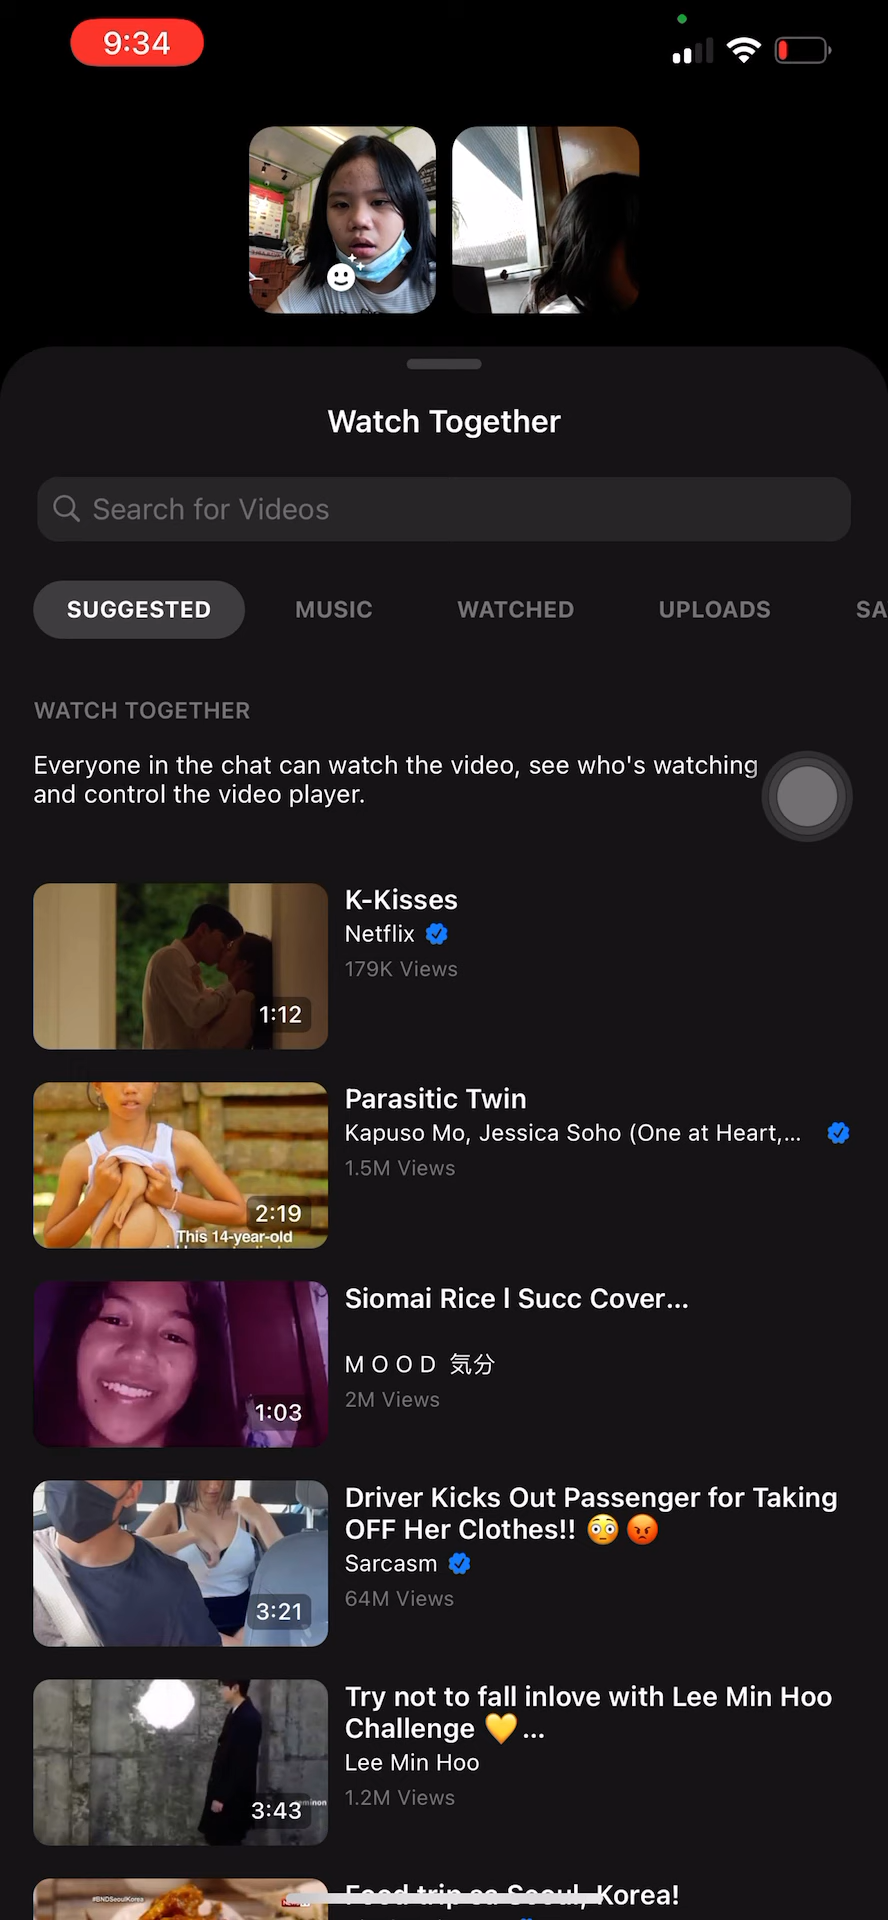 9:34
Watch Together
Search for Videos
SUGGESTED
MUSIC
WATCHED
UPLOADS
SA
WATCH TOGETHER
Everyone in the chat can watch the video, see who's watching
and control the video player.
K-Kisses
Netflix
179K Views
1:12
Parasitic Twin
Kapuso Mo, Jessica Soho (One at Heart,...
1.5M Views
2:19
This 14-year-old
Siomai Rice l Succ Cover...
M O O D 気分
2M Views
1:03
Driver Kicks Out Passenger for Taking
OFF Her Clothes!! 😳😡
Sarcasm
64M Views
3:21
Try not to fall inlove with Lee Min Hoo
Challenge 💛...
Lee Min Hoo
1.2M Views
3:43
#BNDSeoulKorea
Food trip sa Seoul, Korea!